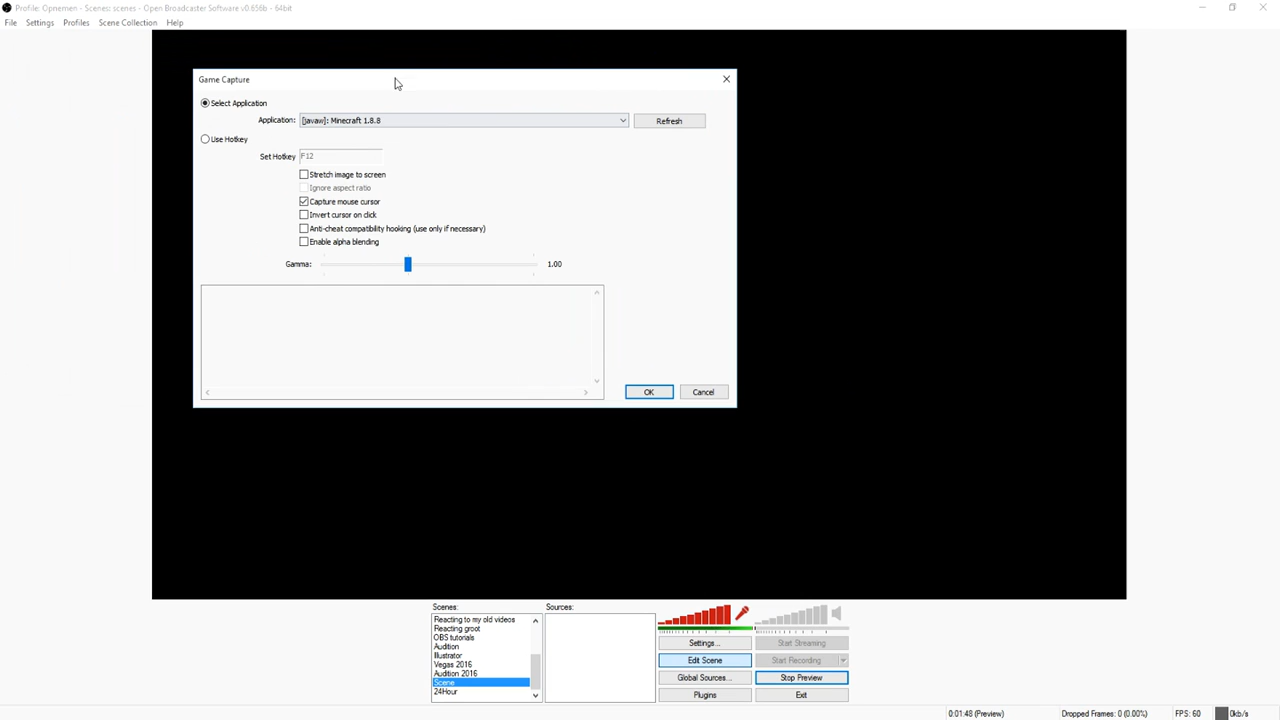 Profile: Opnemen - Scenes: scenes - Open Broadcaster Software v0.656b - 64bit
File Settings Profiles Scene Collection Help
Game Capture
Select Application
Application: [javaw]: Minecraft 1.8.8 Refresh
Use Hotkey
Set Hotkey F12
Stretch image to screen
Ignore aspect ratio
Capture mouse cursor
Invert cursor on click
Anti-cheat compatibility hooking (use only if necessary)
Enable alpha blending
Gamma: 1.00
OK Cancel
Scenes: Sources:
Reacting to my old videos
Reacting groot
OBS tutorials
Audition
Illustrator
Vegas 2016
Audition 2016
Scene
24Hour
Settings... Start Streaming
Edit Scene Start Recording
Global Sources... Stop Preview
Plugins Exit
0:01:48 (Preview) Dropped Frames: 0 (0.00%) FPS: 60 0kb/s